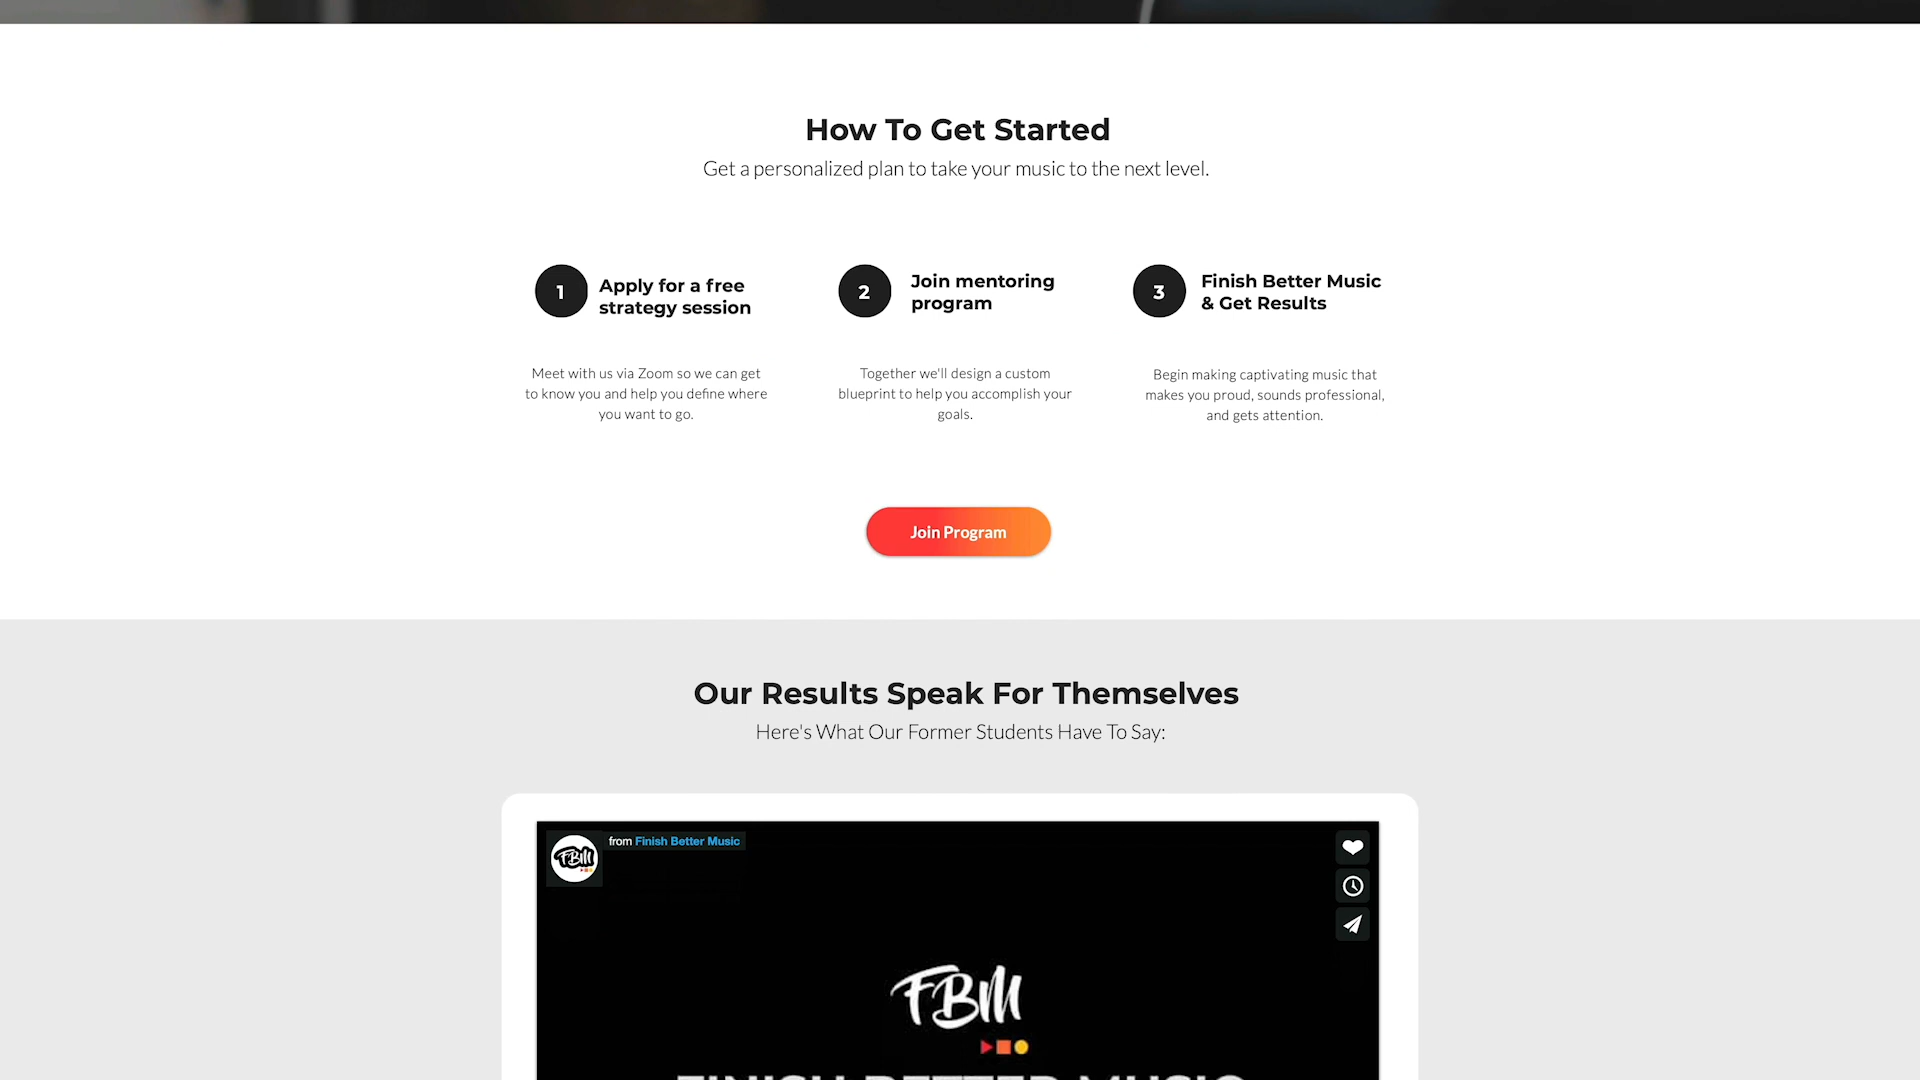 How To Get Started
Get a personalized plan to take your music to the next level.
1
Apply for a free
strategy session
Meet with us via Zoom so we can get
to know you and help you define where
you want to go.
2
Join mentoring
program
Together we'll design a custom
blueprint to help you accomplish your
goals.
3
Finish Better Music
& Get Results
Begin making captivating music that
makes you proud, sounds professional,
and gets attention.
Join Program
Our Results Speak For Themselves
Here's What Our Former Students Have To Say:
FBM
from Finish Better Music
FBM
FINISH BETTER MUSIC